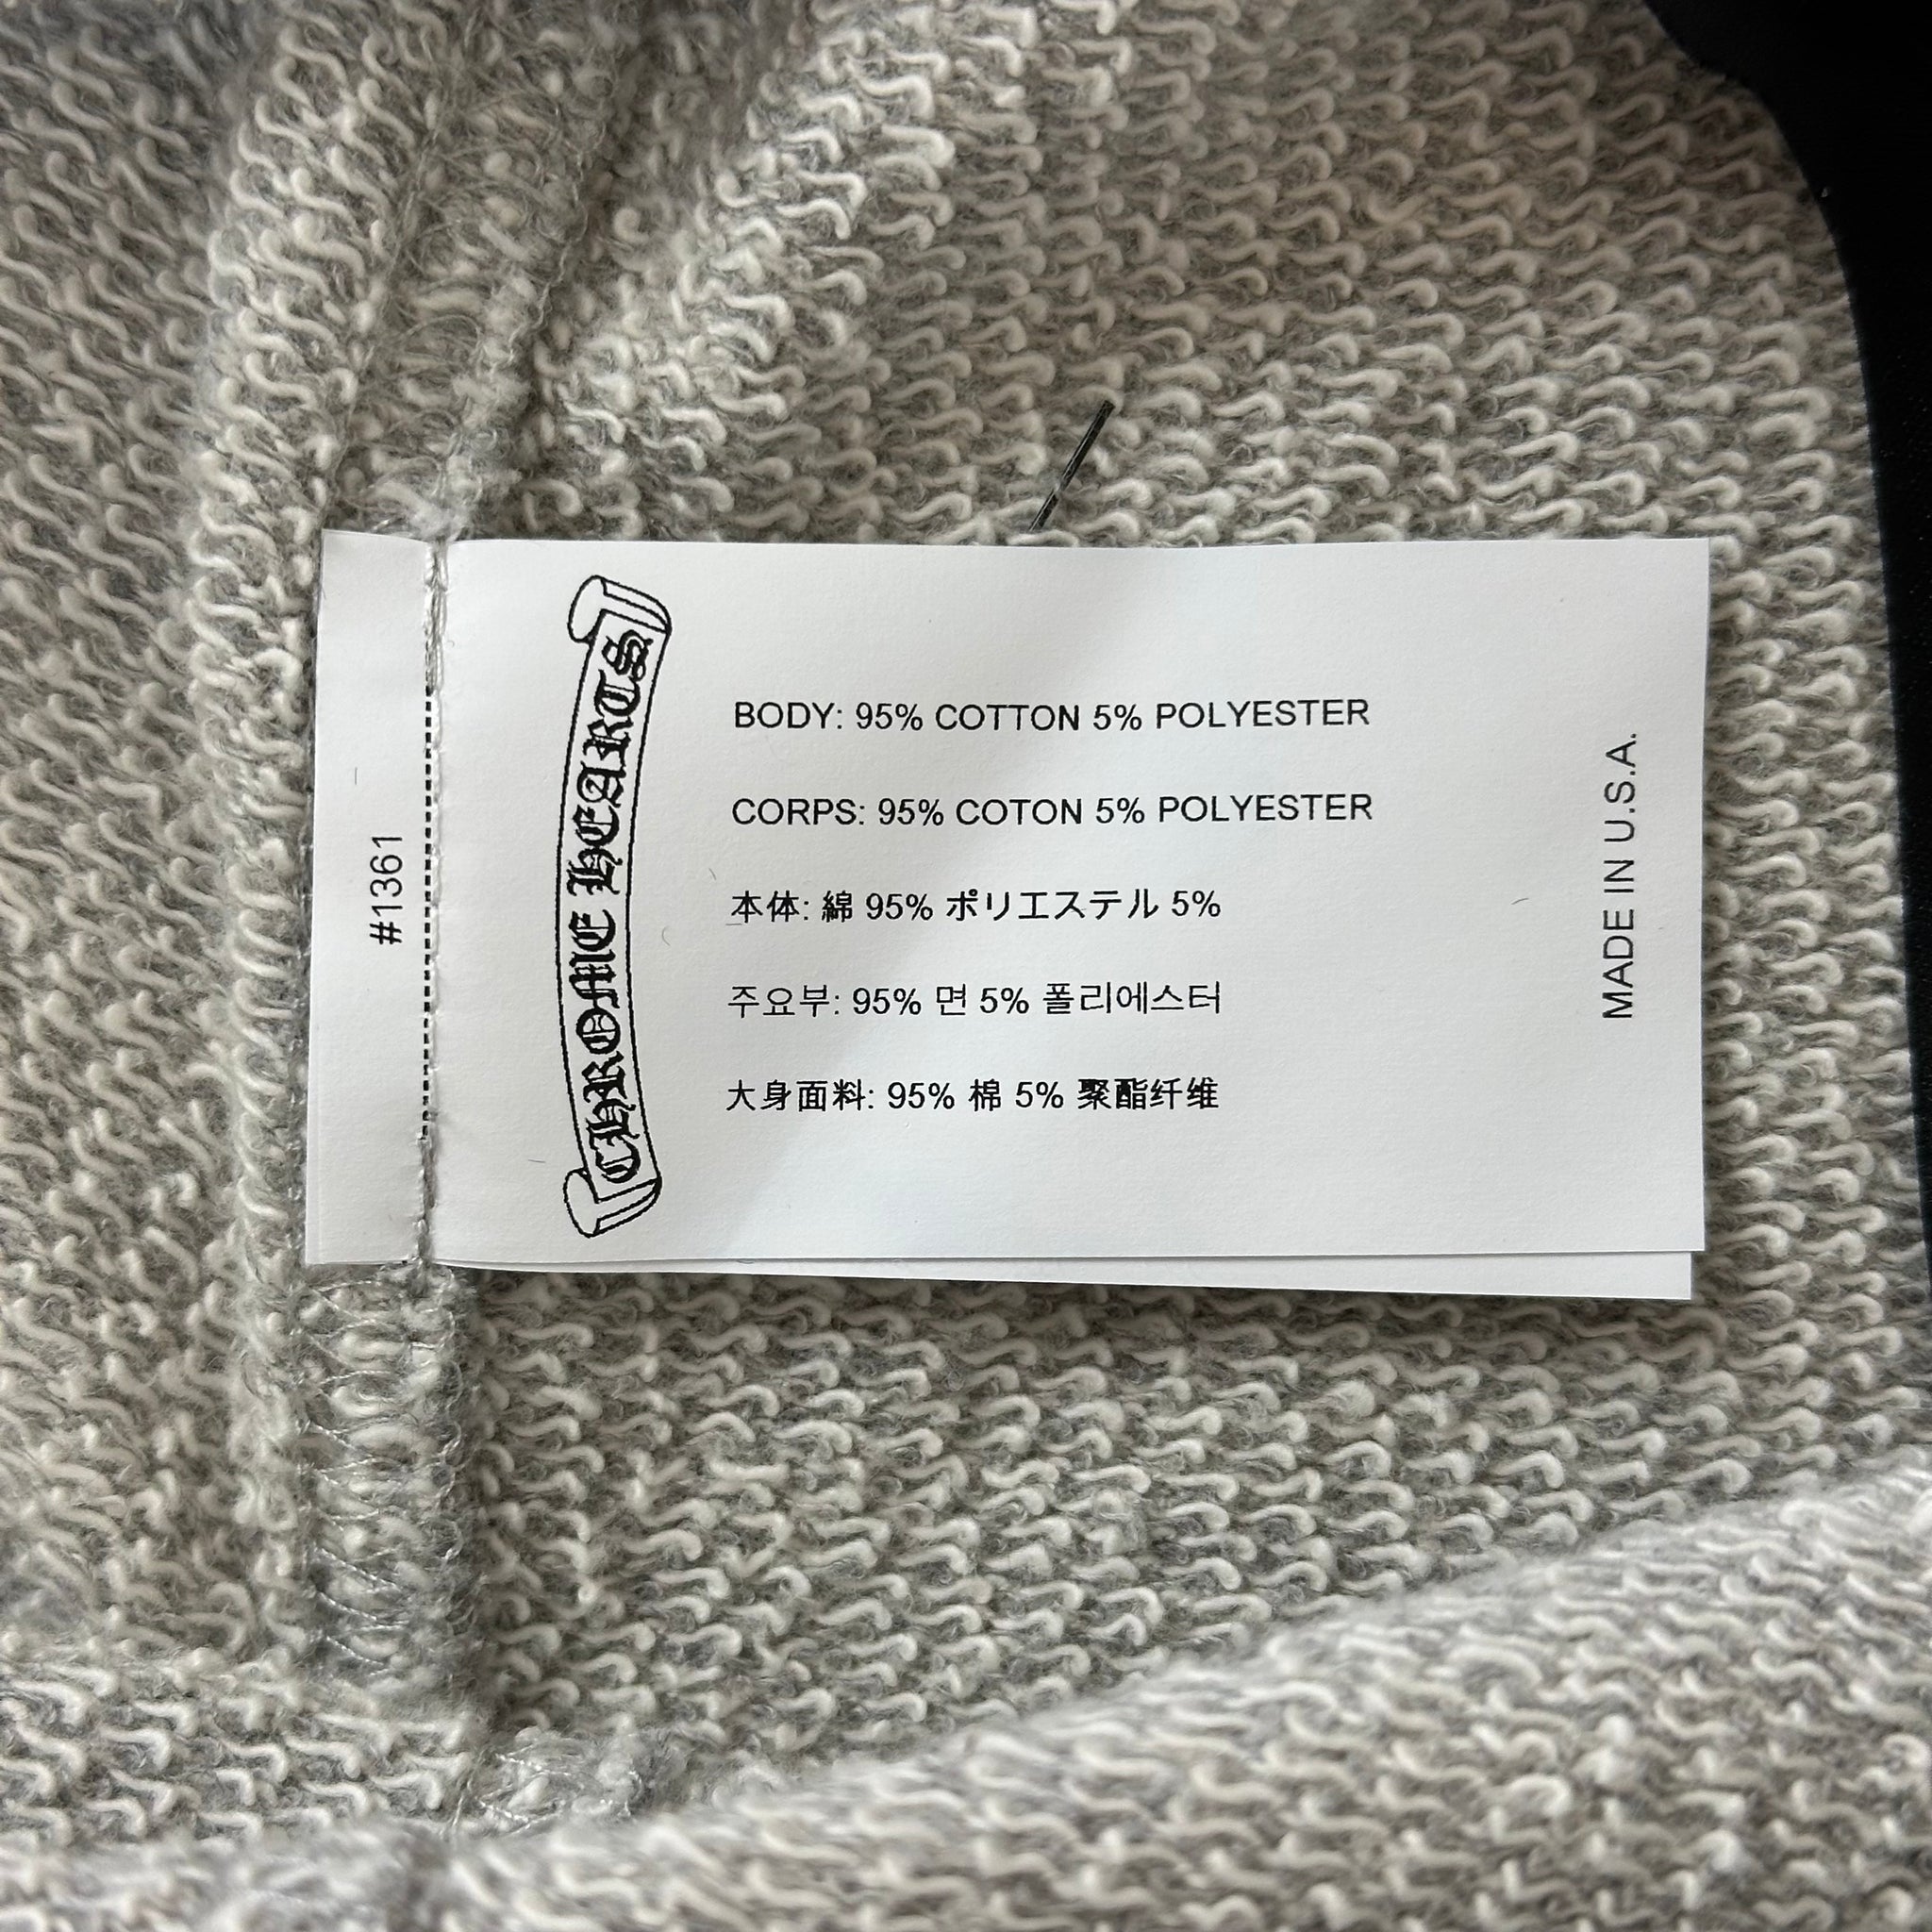 #1361
CHROME HEARTS
BODY: 95% COTTON 5% POLYESTER
CORPS: 95% COTON 5% POLYESTER
本体: 綿 95% ポリエステル 5%
주요부: 95% 면 5% 폴리에스터
大身面料: 95% 棉 5% 聚酯纤维
MADE IN U.S.A.